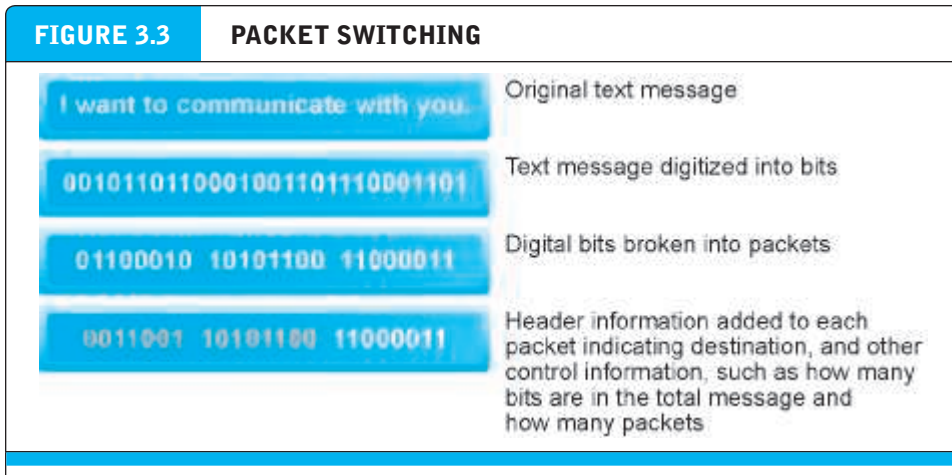 FIGURE 3.3 PACKET SWITCHING
I want to communicate with you.
Original text message
0010110110001001101110001101
Text message digitized into bits
01100010 10101100 11000011
Digital bits broken into packets
0011001 10101100 11000011
Header information added to each
packet indicating destination, and other
control information, such as how many
bits are in the total message and
how many packets